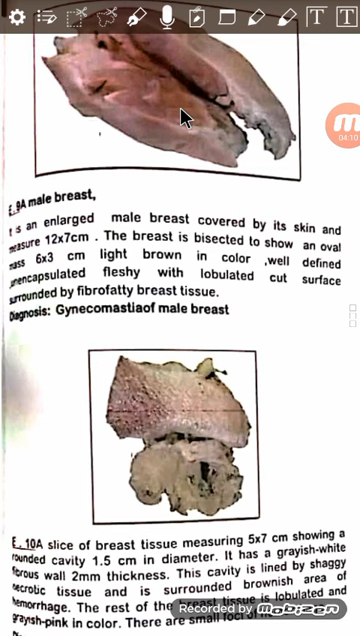 T T
04:10
E. 9A male breast,
t is an enlarged male breast covered by its skin and
measure 12x7cm . The breast is bisected to show an oval
mass 6x3 cm light brown in color ,well defined
unencapsulated fleshy with lobulated cut surface
surrounded by fibrofatty breast tissue.
Diagnosis: Gynecomastiaof male breast
E. 10A slice of breast tissue measuring 5x7 cm showing a
rounded cavity 1.5 cm in diameter. It has a grayish-white
fibrous wall 2mm thickness. This cavity is lined by shaggy
necrotic tissue and is surrounded brownish area of
hemorrhage. The rest of the breast tissue is lobulated and
grayish-pink in color. There are small foci of
Recorded by Mobizen